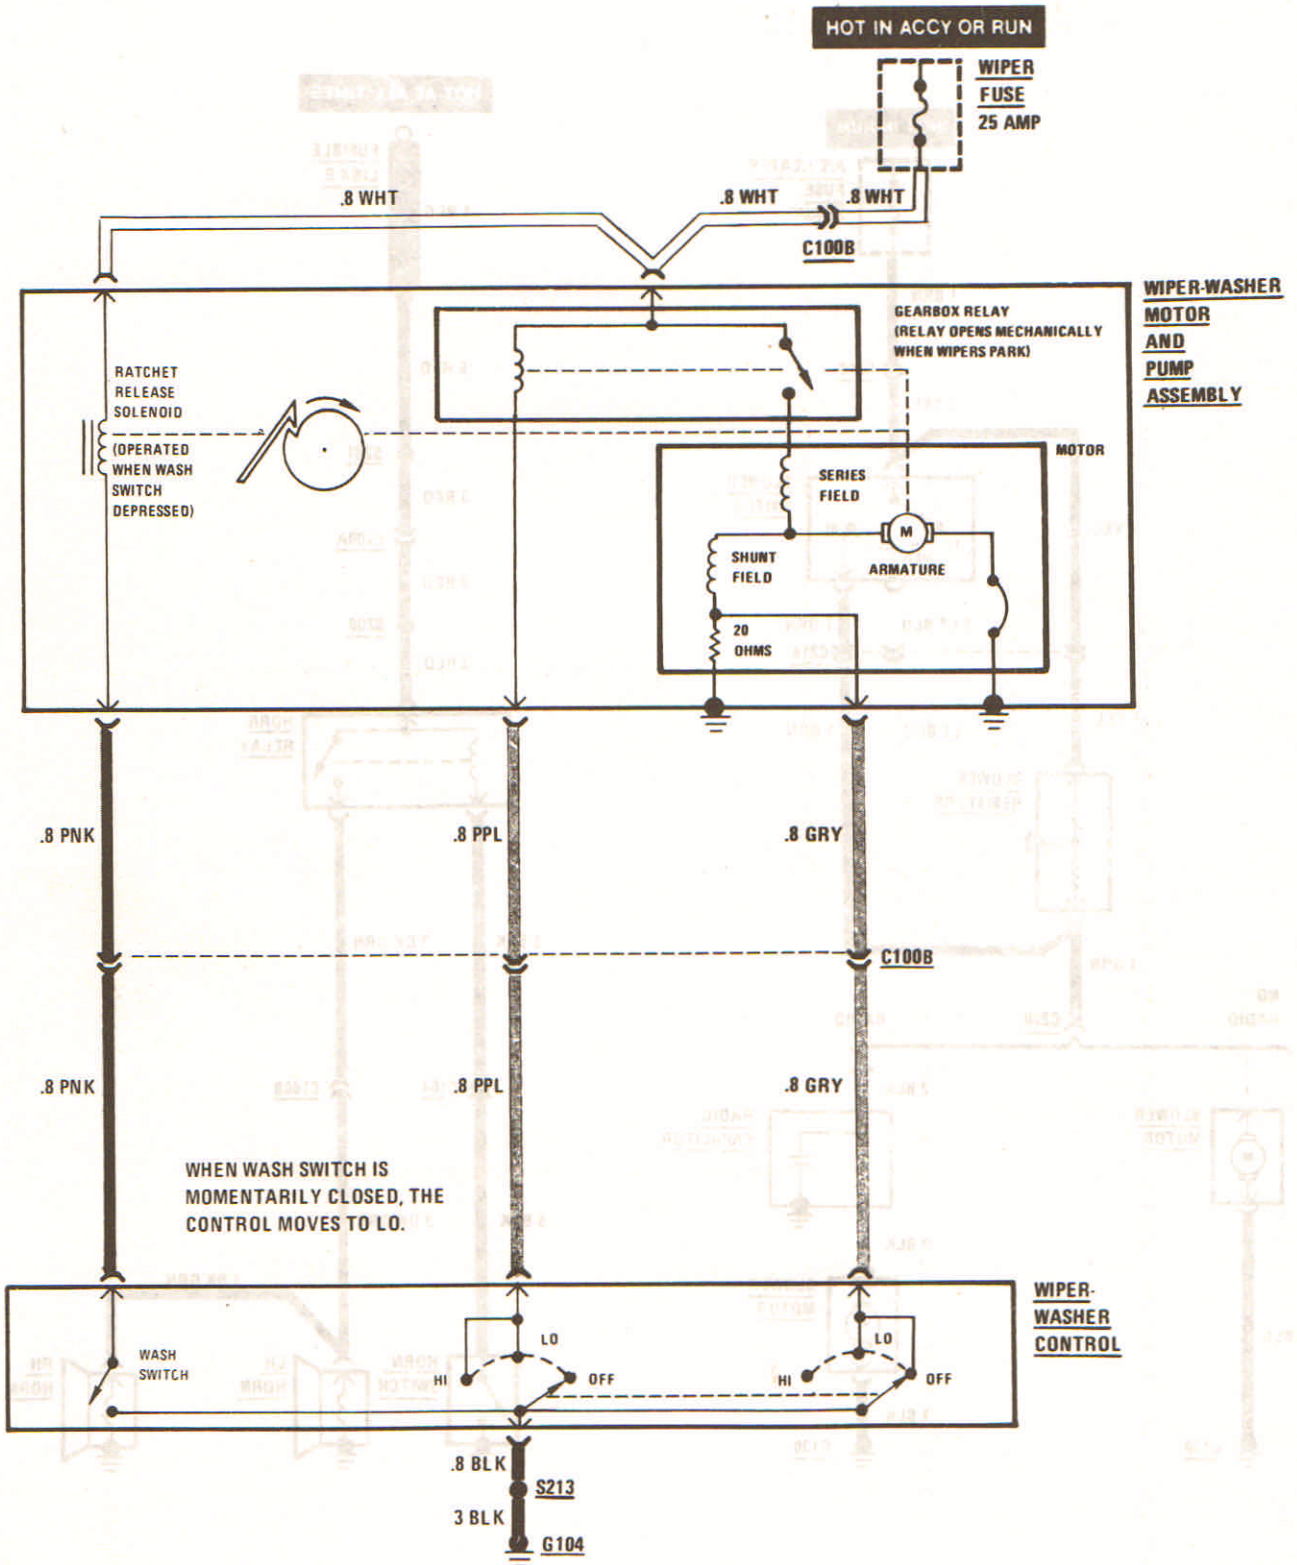 HOT IN ACCY OR RUN
WIPER
FUSE
25 AMP
.8 WHT
.8 WHT
.8 WHT
C100B
WIPER-WASHER
MOTOR
AND
PUMP
ASSEMBLY
GEARBOX RELAY
(RELAY OPENS MECHANICALLY
WHEN WIPERS PARK)
RATCHET
RELEASE
SOLENOID
(OPERATED
WHEN WASH
SWITCH
DEPRESSED)
MOTOR
SERIES
FIELD
M
SHUNT
FIELD
ARMATURE
20
OHMS
.8 PNK
.8 PPL
.8 GRY
C100B
.8 PNK
.8 PPL
.8 GRY
WHEN WASH SWITCH IS
MOMENTARILY CLOSED, THE
CONTROL MOVES TO LO.
WIPER-
WASHER
CONTROL
WASH
SWITCH
LO
HI
OFF
LO
HI
OFF
.8 BLK
S213
3 BLK
G104